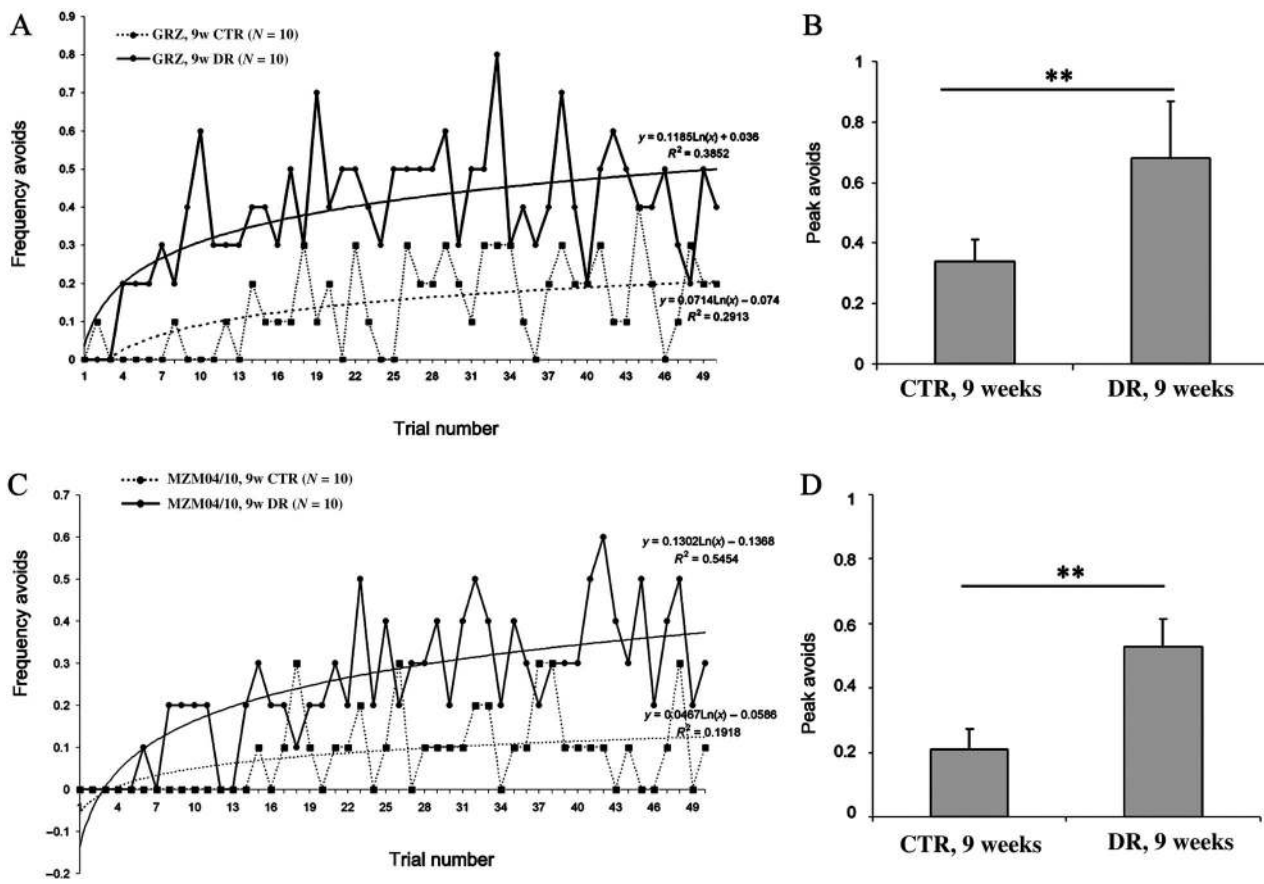 A
GRZ, 9w CTR (N = 10)
GRZ, 9w DR (N = 10)
Frequency avoids
0.9
0.8
0.7
0.6
0.5
0.4
0.3
0.2
0.1
0
y = 0.1185Ln(x) + 0.036
R² = 0.3852
y = 0.0714Ln(x) – 0.074
R² = 0.2913
1 4 7 10 13 16 19 22 25 28 31 34 37 40 43 46 49
Trial number
B
Peak avoids
1
0.8
0.6
0.4
0.2
0
**
CTR, 9 weeks DR, 9 weeks
C
MZM04/10, 9w CTR (N = 10)
MZM04/10, 9w DR (N = 10)
Frequency avoids
0.7
0.6
0.5
0.4
0.3
0.2
0.1
0
–0.1
–0.2
y = 0.1302Ln(x) – 0.1368
R² = 0.5454
y = 0.0467Ln(x) – 0.0586
R² = 0.1918
4 7 10 13 16 19 22 25 28 31 34 37 40 43 46 49
Trial number
D
Peak avoids
1
0.8
0.6
0.4
0.2
0
**
CTR, 9 weeks DR, 9 weeks